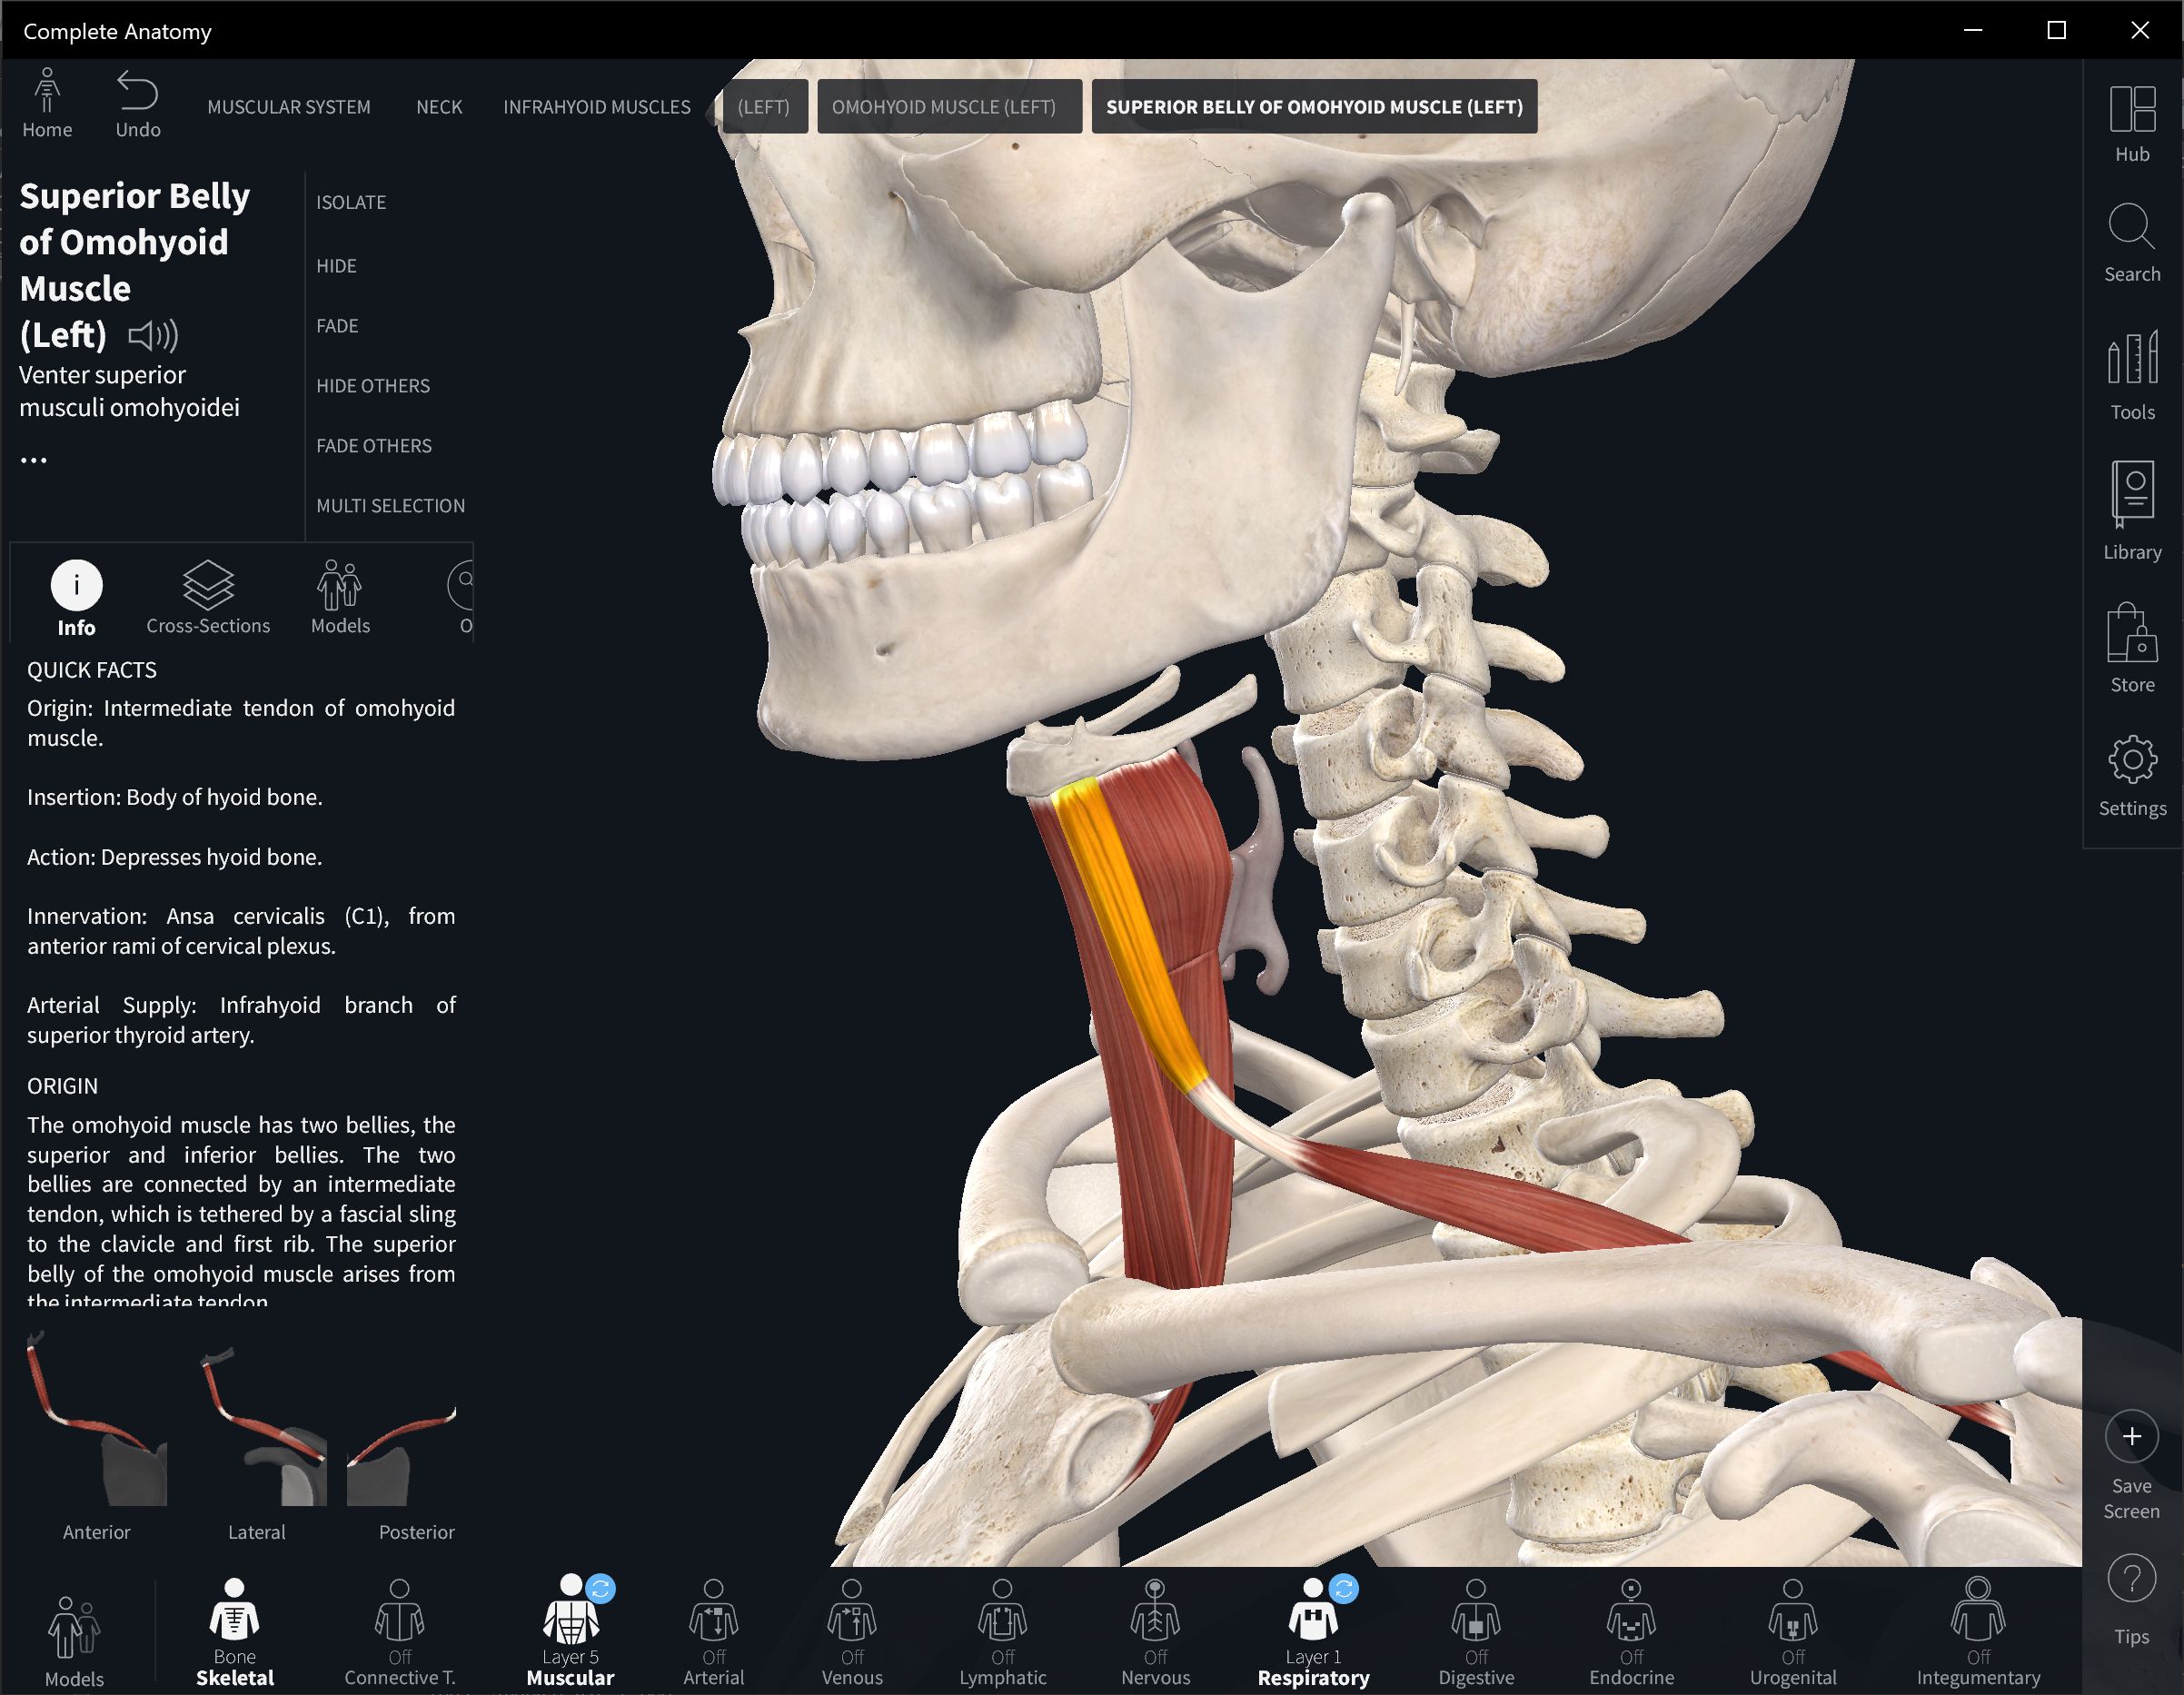 Complete Anatomy
Home
Undo
MUSCULAR SYSTEM
NECK
INFRAHYOID MUSCLES
(LEFT)
OMOHYOID MUSCLE (LEFT)
SUPERIOR BELLY OF OMOHYOID MUSCLE (LEFT)
Superior Belly
of Omohyoid
Muscle
(Left)
Venter superior
musculi omohyoidei
...
ISOLATE
HIDE
FADE
HIDE OTHERS
FADE OTHERS
MULTI SELECTION
i
Info
Cross-Sections
Models
O
QUICK FACTS
Origin: Intermediate tendon of omohyoid
muscle.
Insertion: Body of hyoid bone.
Action: Depresses hyoid bone.
Innervation: Ansa cervicalis (C1), from
anterior rami of cervical plexus.
Arterial Supply: Infrahyoid branch of
superior thyroid artery.
ORIGIN
The omohyoid muscle has two bellies, the
superior and inferior bellies. The two
bellies are connected by an intermediate
tendon, which is tethered by a fascial sling
to the clavicle and first rib. The superior
belly of the omohyoid muscle arises from
the intermediate tendon
Anterior
Lateral
Posterior
Hub
Search
Tools
Library
Store
Settings
+
Save
Screen
?
Tips
Models
Bone
Skeletal
Off
Connective T.
Layer 5
Muscular
Off
Arterial
Off
Venous
Off
Lymphatic
Off
Nervous
Layer 1
Respiratory
Off
Digestive
Off
Endocrine
Off
Urogenital
Off
Integumentary